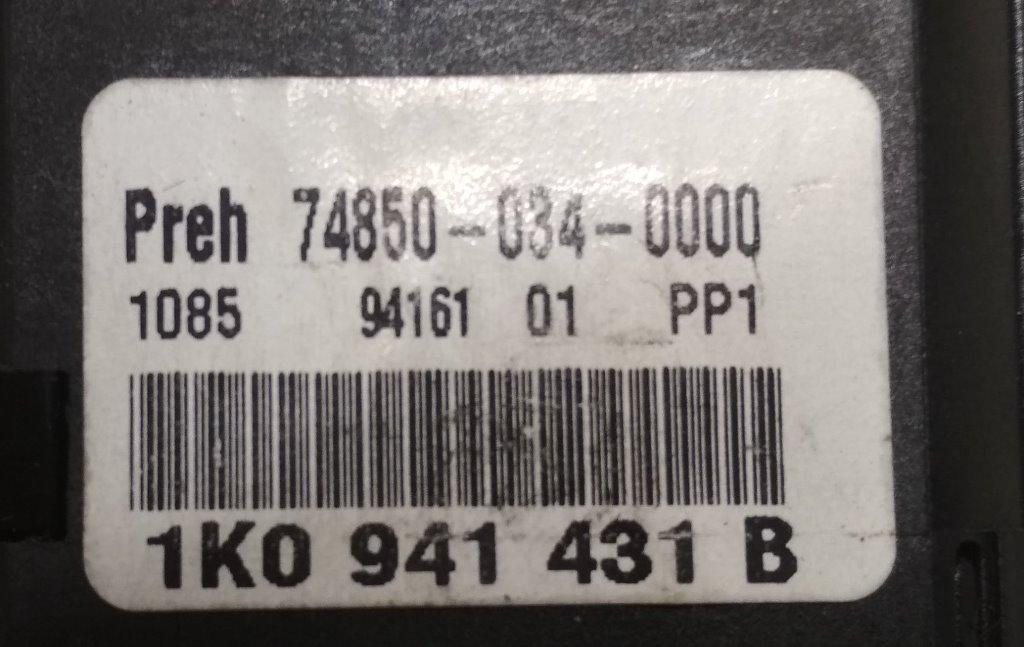 Preh 74850-034-0000
1085 94161 01 PP1
1K0 941 431 B